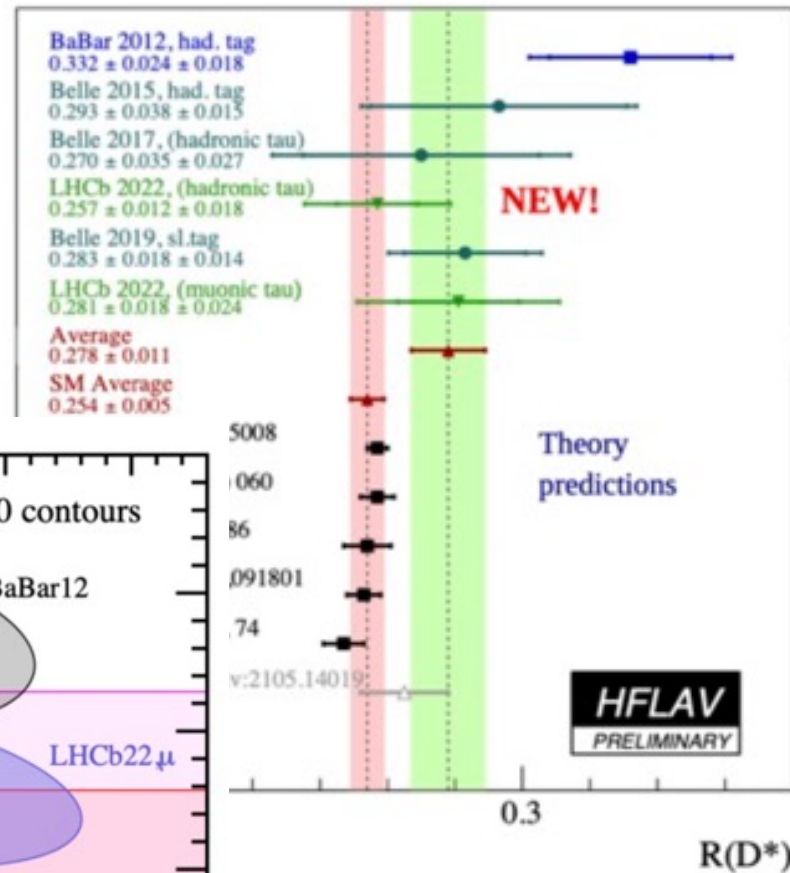 BaBar 2012, had. tag
0.332 ± 0.024 ± 0.018
Belle 2015, had. tag
0.293 ± 0.038 ± 0.015
Belle 2017, (hadronic tau)
0.270 ± 0.035 ± 0.027
LHCb 2022, (hadronic tau)
0.257 ± 0.012 ± 0.018
NEW!
Belle 2019, sl.tag
0.283 ± 0.018 ± 0.014
LHCb 2022, (muonic tau)
0.281 ± 0.018 ± 0.024
Average
0.278 ± 0.011
SM Average
0.254 ± 0.005
5008
060
86
091801
74
v:2105.14019
Theory
predictions
0 contours
BaBar12
LHCb22,μ
HFLAV
PRELIMINARY
0.3
R(D*)